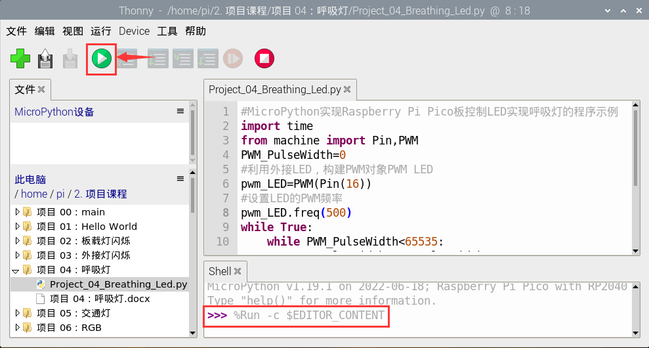 Thonny - /home/pi/2. 项目课程/项目 04：呼吸灯/Project_04_Breathing_Led.py @ 8 : 18
文件 编辑 视图 运行 Device 工具 帮助
文件
MicroPython设备
此电脑
/ home / pi / 2. 项目课程
项目 00：main
项目 01：Hello World
项目 02：板载灯闪烁
项目 03：外接灯闪烁
项目 04：呼吸灯
Project_04_Breathing_Led.py
项目 04：呼吸灯.docx
项目 05：交通灯
项目 06：RGB
Project_04_Breathing_Led.py
1 #MicroPython实现Raspberry Pi Pico板控制LED实现呼吸灯的程序示例
2 import time
3 from machine import Pin,PWM
4 PWM_PulseWidth=0
5 #利用外接LED，构建PWM对象PWM LED
6 pwm_LED=PWM(Pin(16))
7 #设置LED的PWM频率
8 pwm_LED.freq(500)
9 while True:
10 while PWM_PulseWidth<65535:
Shell
MicroPython v1.19.1 on 2022-06-18; Raspberry Pi Pico with RP2040
Type "help()" for more information.
>>> %Run -c $EDITOR_CONTENT